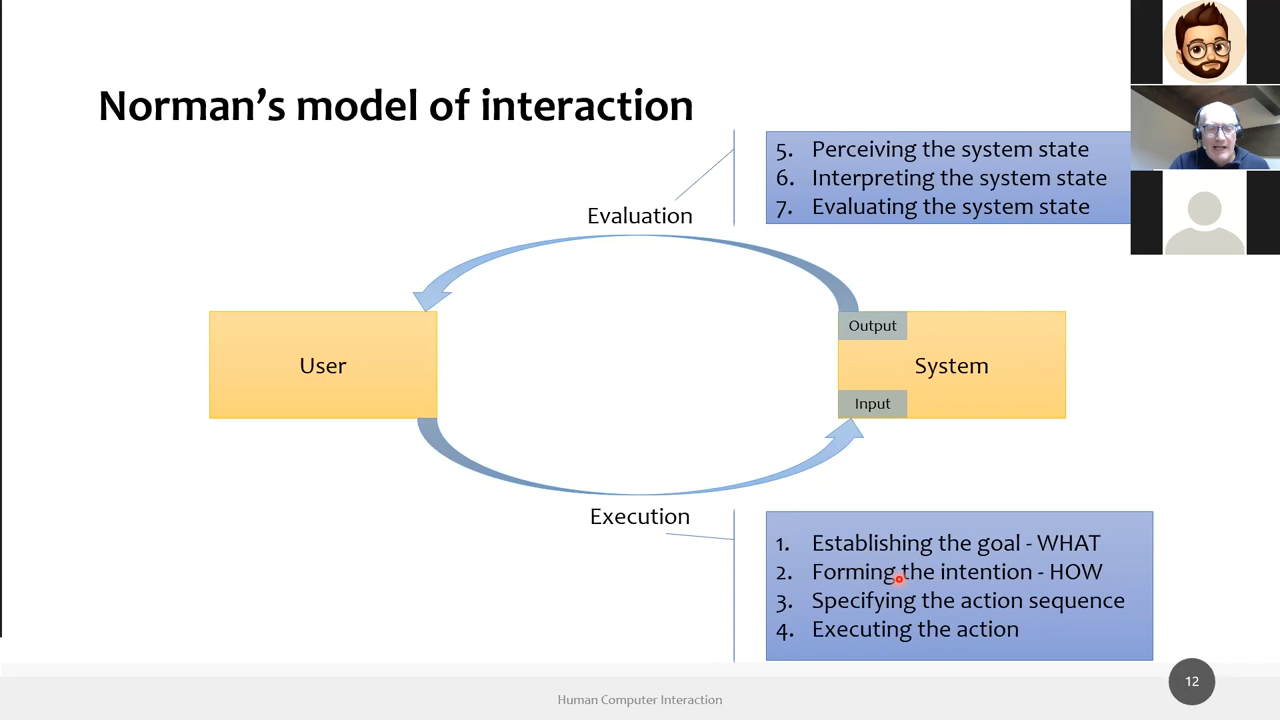 Norman's model of interaction
5. Perceiving the system state
6. Interpreting the system state
7. Evaluating the system state
Evaluation
User
Output
System
Input
Execution
1. Establishing the goal - WHAT
2. Forming the intention - HOW
3. Specifying the action sequence
4. Executing the action
12
Human Computer Interaction